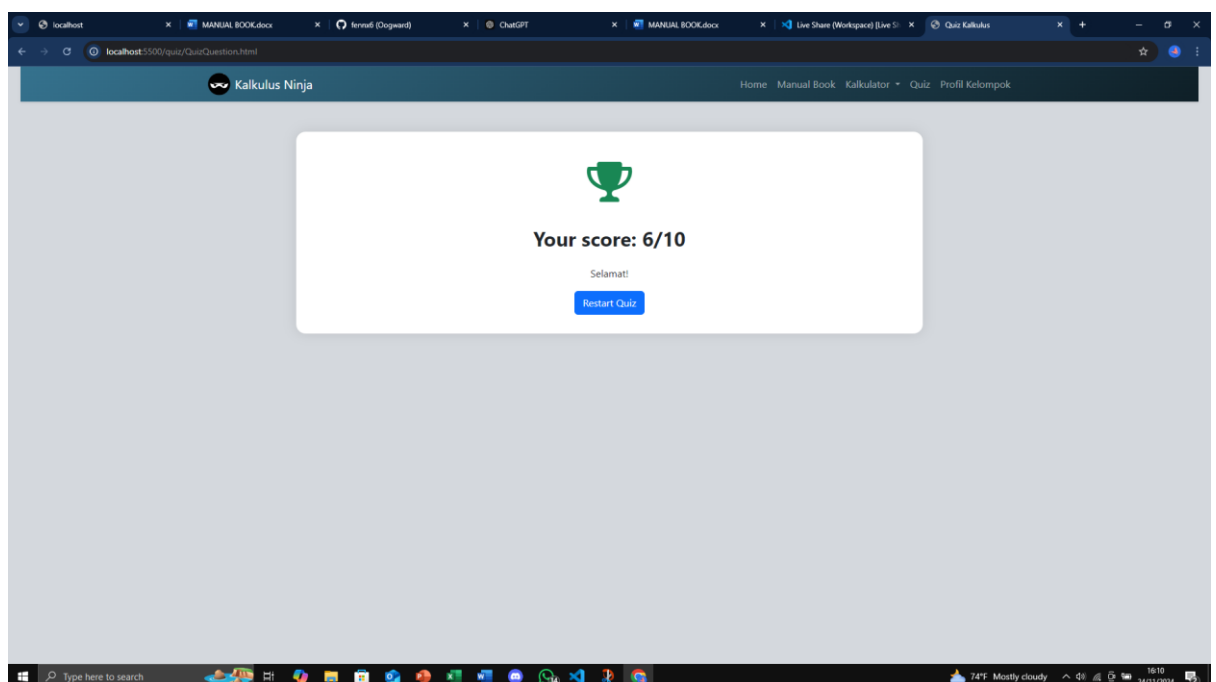 localhost
MANUAL BOOK.docx
fennxfi (Oogward)
ChatGPT
MANUAL BOOK.docx
Live Share (Workspace) [Live Sh
Quiz Kalkulus
localhost:5500/quiz/QuizQuestion.html
Kalkulus Ninja
Home Manual Book Kalkulator Quiz Profil Kelompok
Your score: 6/10
Selamat!
Restart Quiz
Type here to search
74°F Mostly cloudy
16:10